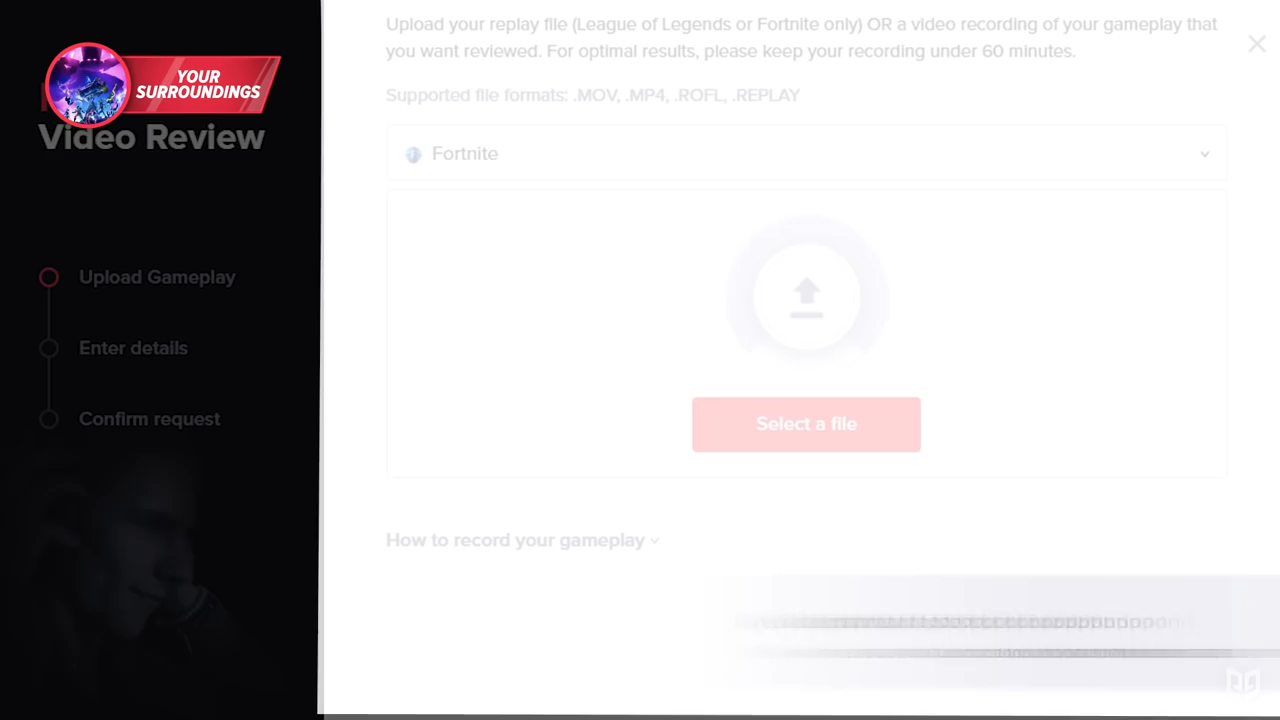 YOUR
SURROUNDINGS
Video Review
Upload Gameplay
Enter details
Confirm request
Upload your replay file (League of Legends or Fortnite only) OR a video recording of your gameplay that
you want reviewed. For optimal results, please keep your recording under 60 minutes.
Supported file formats: .MOV, .MP4, .ROFL, .REPLAY
Fortnite
Select a file
How to record your gameplay